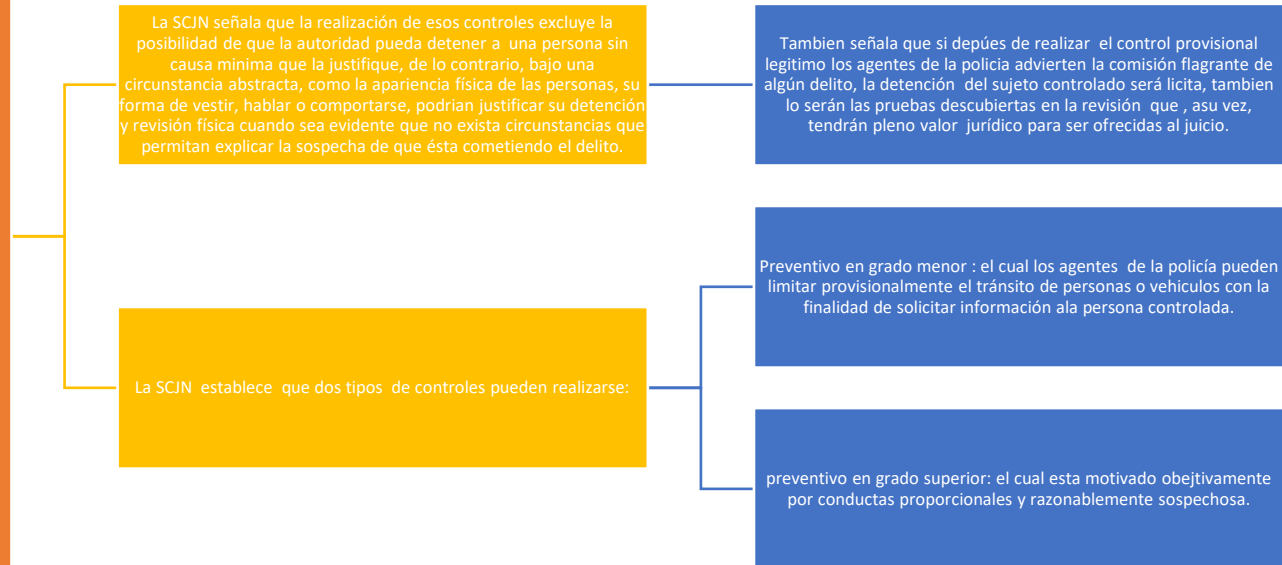 La SCJN señala que la realización de esos controles excluye la
posibilidad de que la autoridad pueda detener a una persona sin
causa minima que la justifique, de lo contrario, bajo una
circunstancia abstracta, como la apariencia física de las personas, su
forma de vestir, hablar o comportarse, podrian justificar su detención
y revisión física cuando sea evidente que no exista circunstancias que
permitan explicar la sospecha de que ésta cometiendo el delito.
Tambien señala que si depúes de realizar el control provisional
legitimo los agentes de la policia advierten la comisión flagrante de
algún delito, la detención del sujeto controlado será licita, tambien
lo serán las pruebas descubiertas en la revisión que , asu vez,
tendrán pleno valor jurídico para ser ofrecidas al juicio.
La SCJN establece que dos tipos de controles pueden realizarse:
Preventivo en grado menor : el cual los agentes de la policía pueden
limitar provisionalmente el tránsito de personas o vehiculos con la
finalidad de solicitar información ala persona controlada.
preventivo en grado superior: el cual esta motivado obejtivamente
por conductas proporcionales y razonablemente sospechosa.